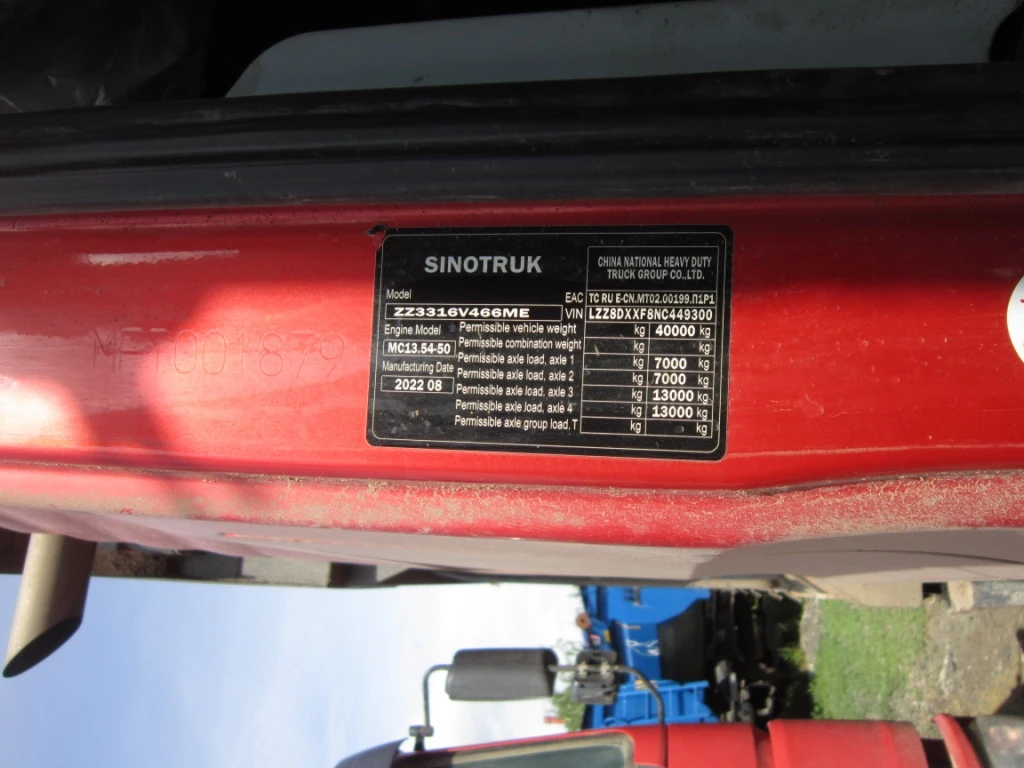 SINOTRUK
CHINA NATIONAL HEAVY DUTY
TRUCK GROUP CO.,LTD.
Model
EAC TC RU E-CN.MT02.00199.П1Р1
ZZ3316V466ME VIN LZZ8DXXF8NC449300
Engine Model Permissible vehicle weight kg 40000 kg
MC13.54-50 Permissible combination weight kg kg
Manufacturing Date Permissible axle load, axle 1 kg 7000 kg
2022 08 Permissible axle load, axle 2 kg 7000 kg
Permissible axle load, axle 3 kg 13000 kg
Permissible axle load, axle 4 kg 13000 kg
Permissible axle group load, T kg kg